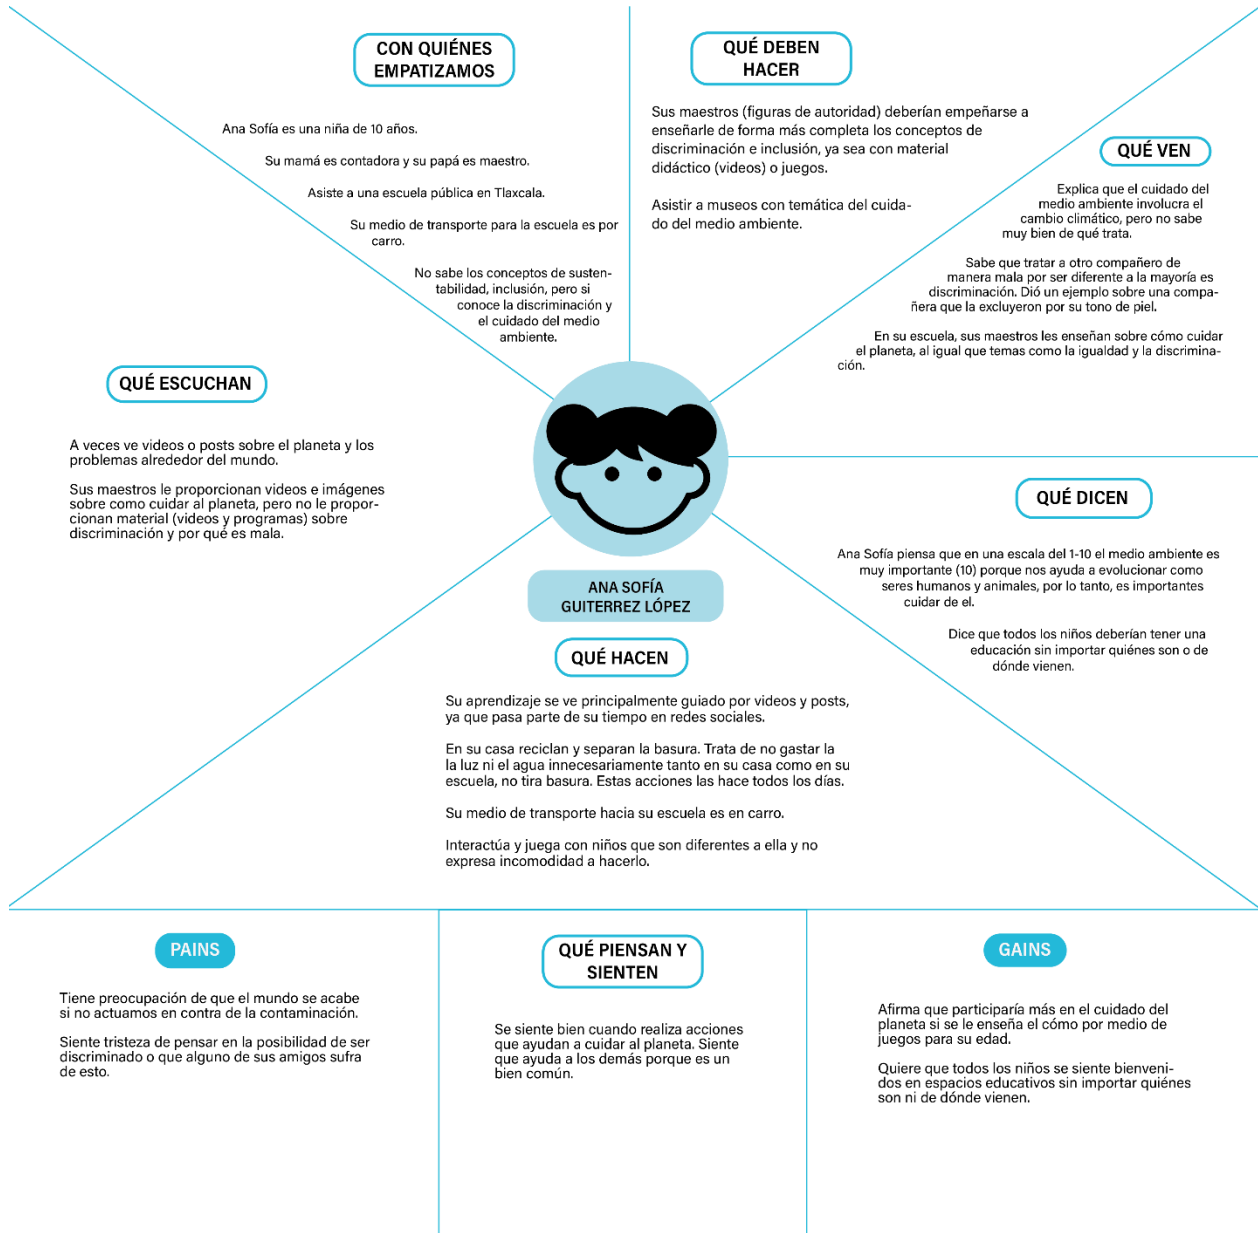 CON QUIÉNES
EMPATIZAMOS
Ana Sofía es una niña de 10 años.
Su mamá es contadora y su papá es maestro.
Asiste a una escuela pública en Tlaxcala.
Su medio de transporte para la escuela es por
carro.
No sabe los conceptos de susten-
tabilidad, inclusión, pero si
conoce la discriminación y
el cuidado del medio
ambiente.
QUÉ DEBEN
HACER
Sus maestros (figuras de autoridad) deberían empeñarse a
enseñarle de forma más completa los conceptos de
discriminación e inclusión, ya sea con material
didáctico (videos) o juegos.
Asistir a museos con temática del cuida-
do del medio ambiente.
QUÉ VEN
Explica que el cuidado del
medio ambiente involucra el
cambio climático, pero no sabe
muy bien de qué trata.
Sabe que tratar a otro compañero de
manera mala por ser diferente a la mayoría es
discriminación. Dió un ejemplo sobre una compa-
ñera que la excluyeron por su tono de piel.
En su escuela, sus maestros les enseñan sobre cómo cuidar
el planeta, al igual que temas como la igualdad y la discrimina-
ción.
QUÉ ESCUCHAN
A veces ve videos o posts sobre el planeta y los
problemas alrededor del mundo.
Sus maestros le proporcionan videos e imágenes
sobre como cuidar al planeta, pero no le propor-
cionan material (videos y programas) sobre
discriminación y por qué es mala.
QUÉ DICEN
Ana Sofía piensa que en una escala del 1-10 el medio ambiente es
muy importante (10) porque nos ayuda a evolucionar como
seres humanos y animales, por lo tanto, es importantes
cuidar de el.
Dice que todos los niños deberían tener una
educación sin importar quiénes son o de
dónde vienen.
ANA SOFÍA
GUITERREZ LÓPEZ
QUÉ HACEN
Su aprendizaje se ve principalmente guiado por videos y posts,
ya que pasa parte de su tiempo en redes sociales.
En su casa reciclan y separan la basura. Trata de no gastar la
la luz ni el agua innecesariamente tanto en su casa como en su
escuela, no tira basura. Estas acciones las hace todos los días.
Su medio de transporte hacia su escuela es en carro.
Interactúa y juega con niños que son diferentes a ella y no
expresa incomodidad a hacerlo.
PAINS
Tiene preocupación de que el mundo se acabe
si no actuamos en contra de la contaminación.
Siente tristeza de pensar en la posibilidad de ser
discriminado o que alguno de sus amigos sufra
de esto.
QUÉ PIENSAN Y
SIENTEN
Se siente bien cuando realiza acciones
que ayudan a cuidar al planeta. Siente
que ayuda a los demás porque es un
bien común.
GAINS
Afirma que participaría más en el cuidado del
planeta si se le enseña el cómo por medio de
juegos para su edad.
Quiere que todos los niños se siente bienveni-
dos en espacios educativos sin importar quiénes
son ni de dónde vienen.